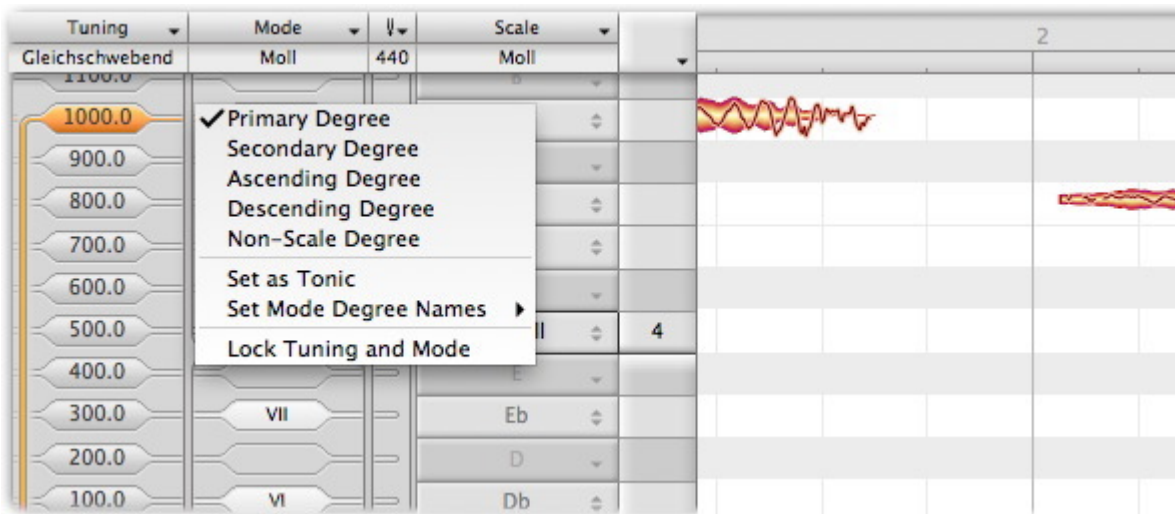 Tuning Mode Scale
Gleichschwebend Moll 440 Moll
2
1100.0 B
1000.0
900.0
800.0
700.0
600.0
500.0 4
400.0 E
300.0 VII Eb
200.0 D
100.0 VI Db
Primary Degree
Secondary Degree
Ascending Degree
Descending Degree
Non-Scale Degree
Set as Tonic
Set Mode Degree Names
Lock Tuning and Mode